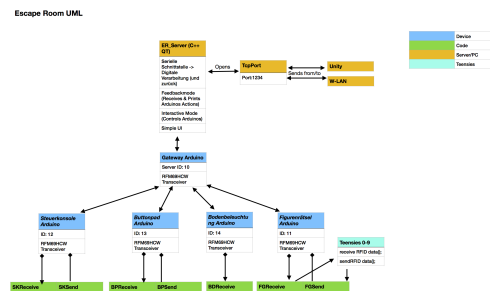 Escape Room UML
Device
Code
Server/PC
Teensies
ER_Server (C++
QT)
Serielle
Schnittstelle ->
Digitale
Verarbeitung (und
zurück)
Feedbackmode
(Receives & Prints
Arduinos Actions)
Interactive Mode
(Controls Arduinos)
Simple UI
Opens
TcpPort
Port:1234
Sends from/to
Unity
W-LAN
Gateway Arduino
Server ID: 10
RFM69HCW
Transceiver
Steuerkonsole
Arduino
ID: 12
RFM69HCW
Transceiver
Buttonpad
Arduino
ID: 13
RFM69HCW
Transceiver
Bodenbeleuchtu
ng Arduino
ID: 14
RFM69HCW
Transceiver
Figurenrätsel
Arduino
ID: 11
RFM69HCW
Transceiver
Teensies 0-9
receive RFID data[];
sendRFID data[];
SKReceive SKSend
BPReceive BPSend
BDReceive
FGReceive FGSend